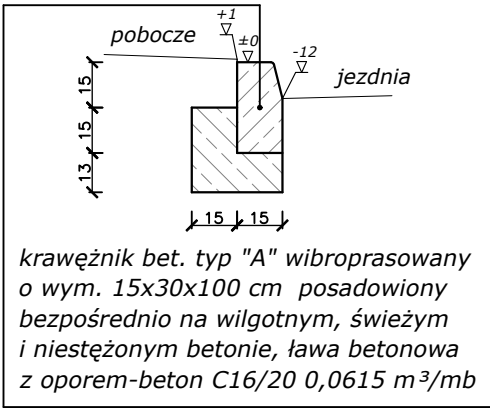 +1
pobocze
±0
-12
jezdnia
15
15
13
15 15
krawężnik bet. typ "A" wibroprasowany
o wym. 15x30x100 cm posadowiony
bezpośrednio na wilgotnym, świeżym
i niestężonym betonie, ława betonowa
z oporem-beton C16/20 0,0615 m³/mb